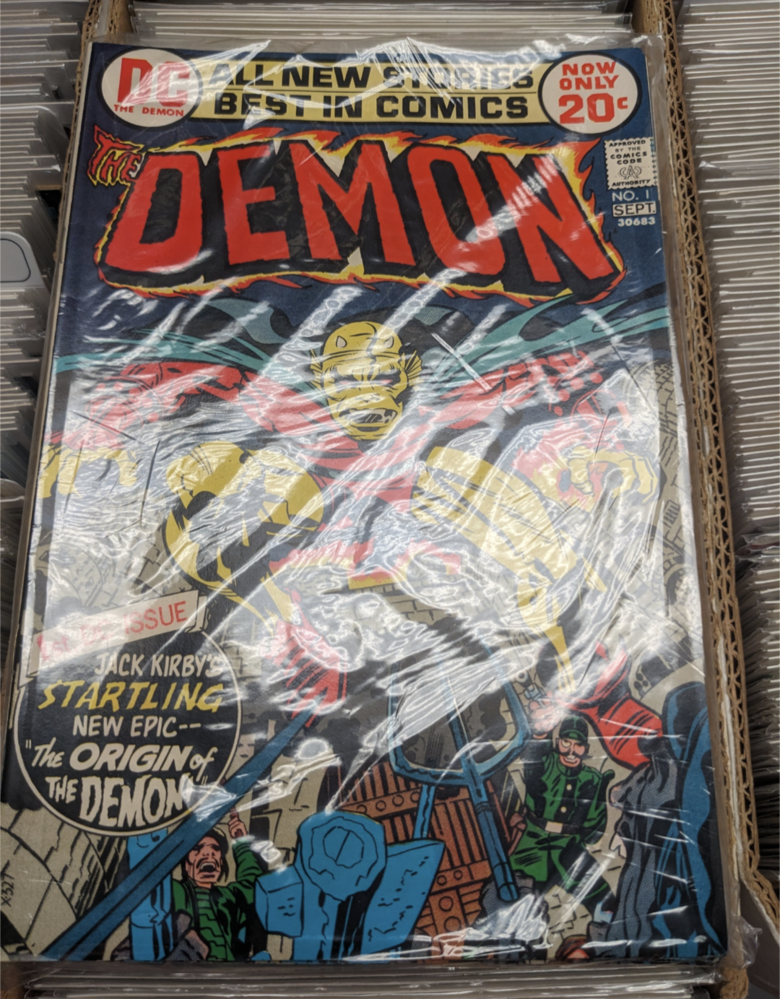 DC
THE DEMON
ALL NEW STORIES
BEST IN COMICS
NOW
ONLY
20¢
APPROVED
BY THE
COMICS
CODE
AUTHORITY
NO. 1
SEPT.
30683
THE
DEMON
ISSUE
JACK KIRBY'S
STARTLING
NEW EPIC--
"The ORIGIN of
THE DEMON"
X-527